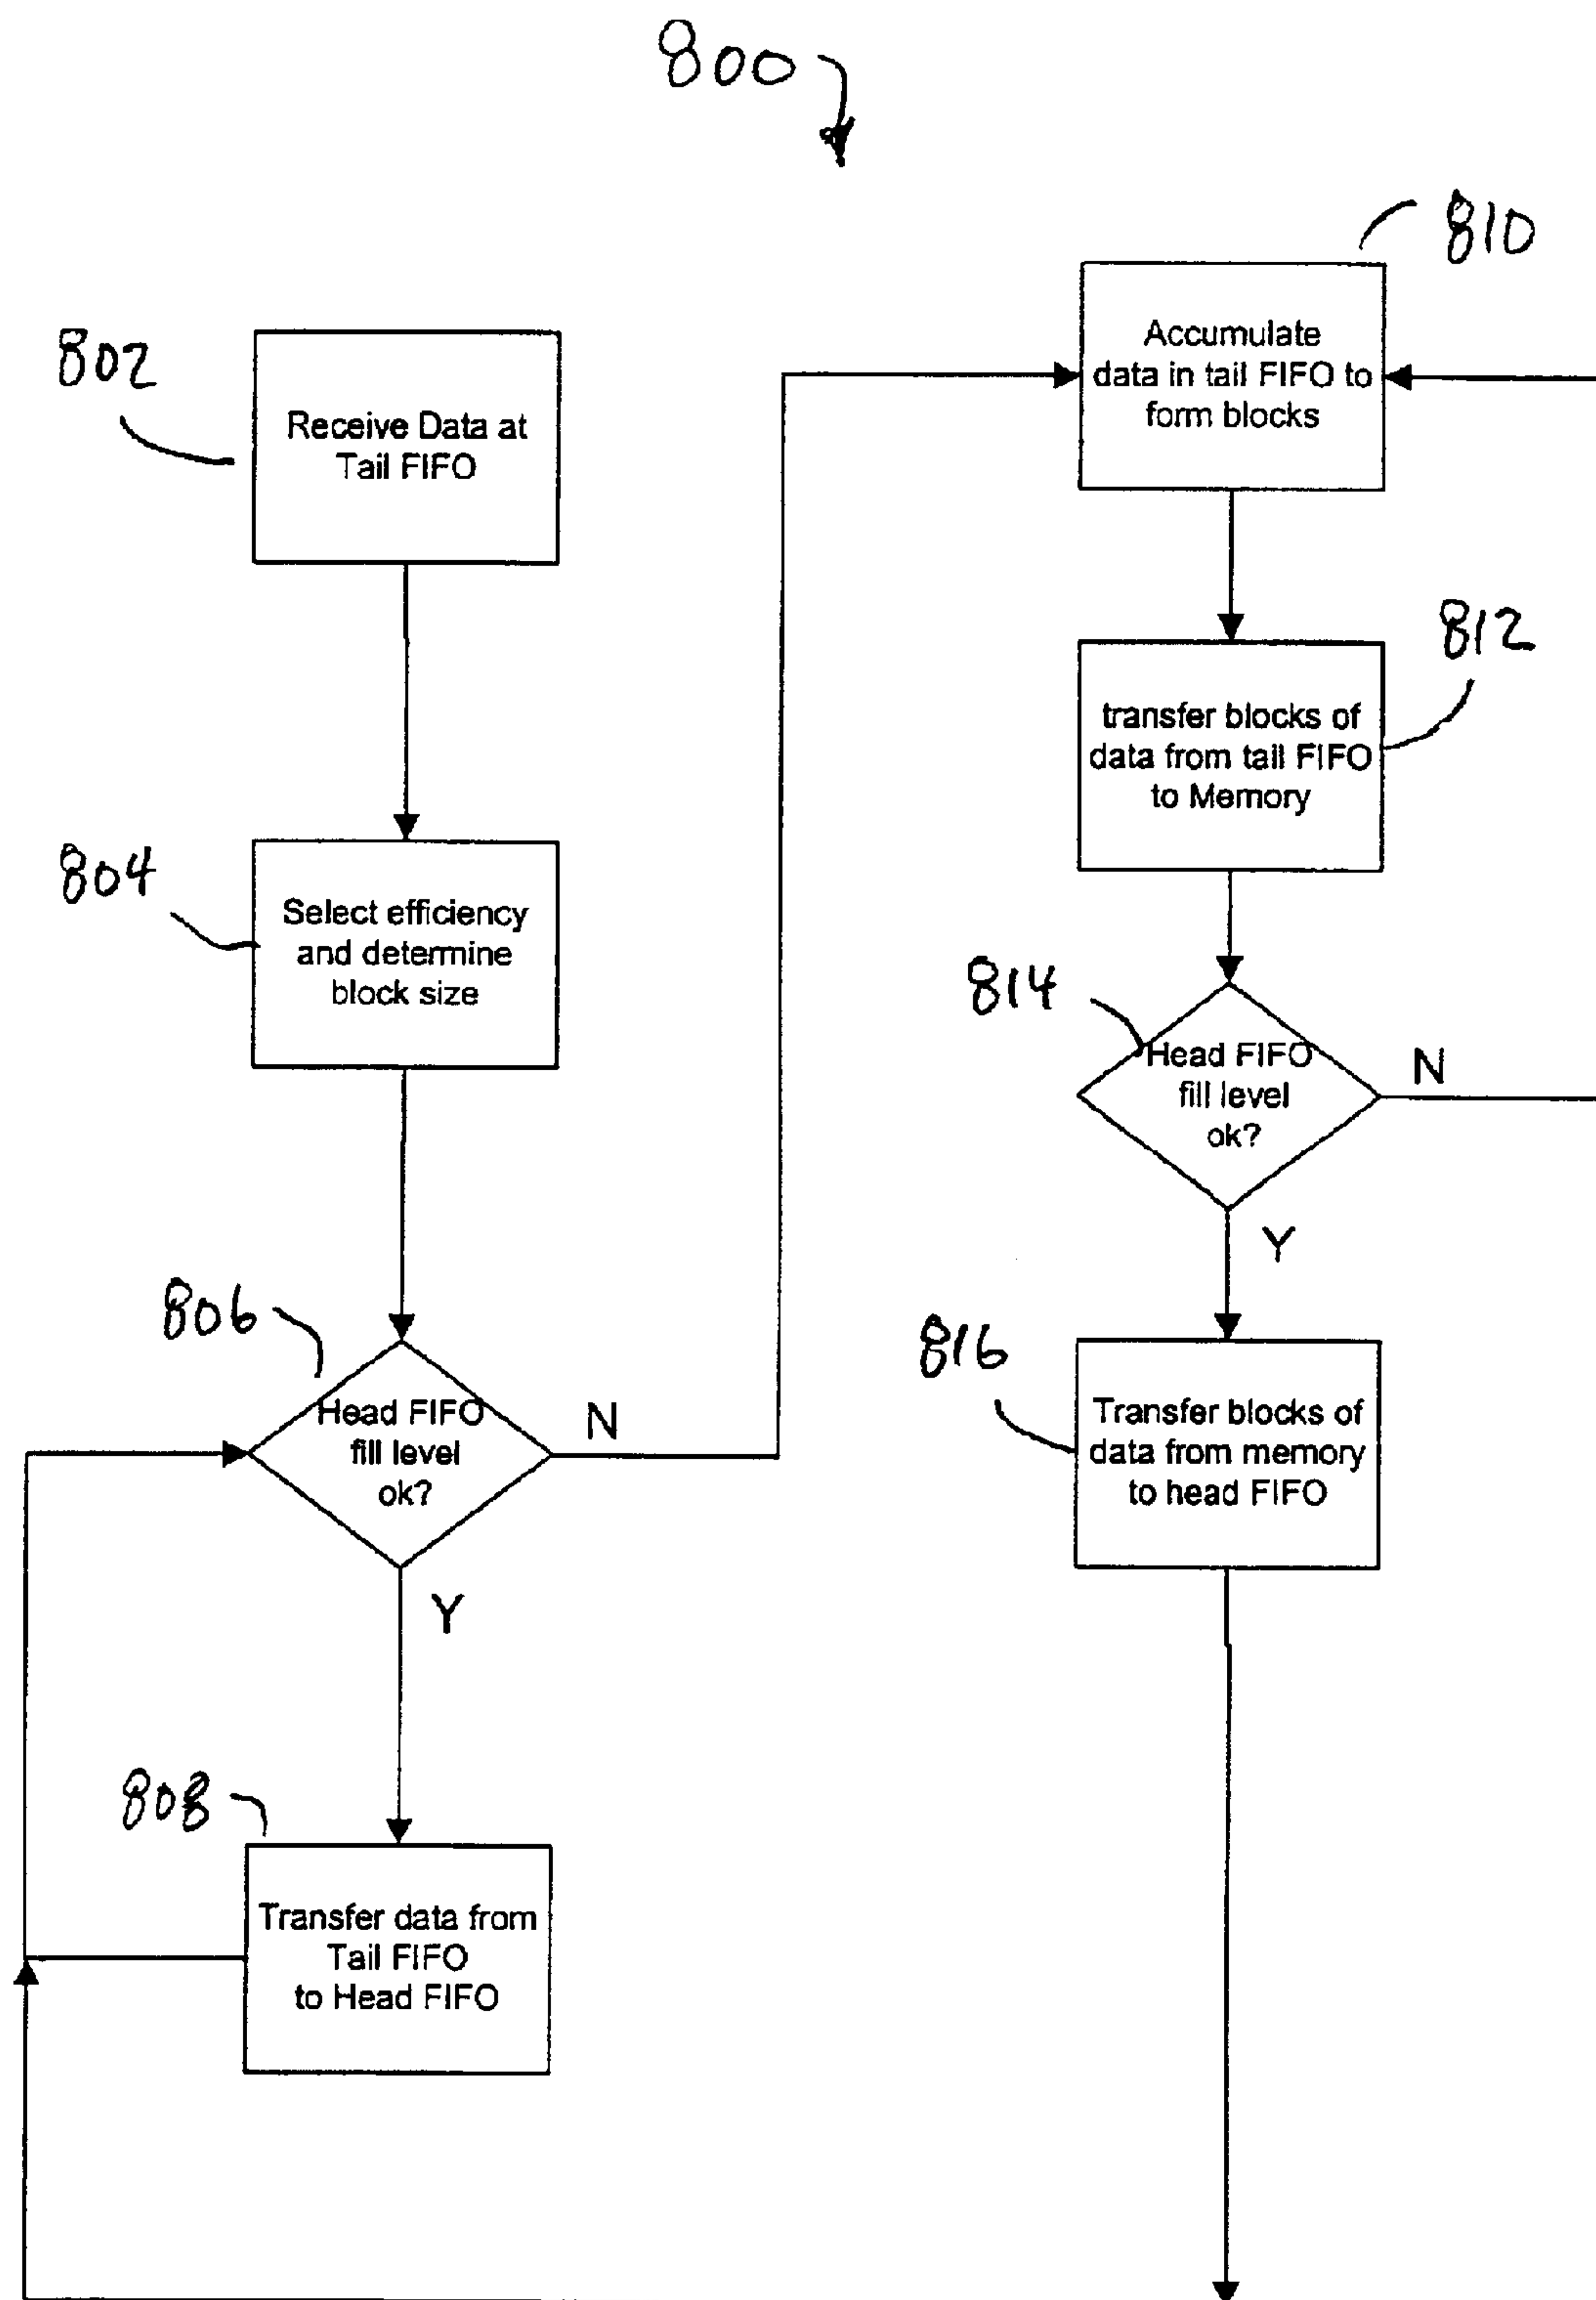 800
802
Receive Data at
Tail FIFO
804
Select efficiency
and determine
block size
806
Head FIFO
fill level
ok?
N
Y
808
Transfer data from
Tail FIFO
to Head FIFO
810
Accumulate
data in tail FIFO to
form blocks
812
transfer blocks of
data from tail FIFO
to Memory
814
Head FIFO
fill level
ok?
N
Y
816
Transfer blocks of
data from memory
to head FIFO